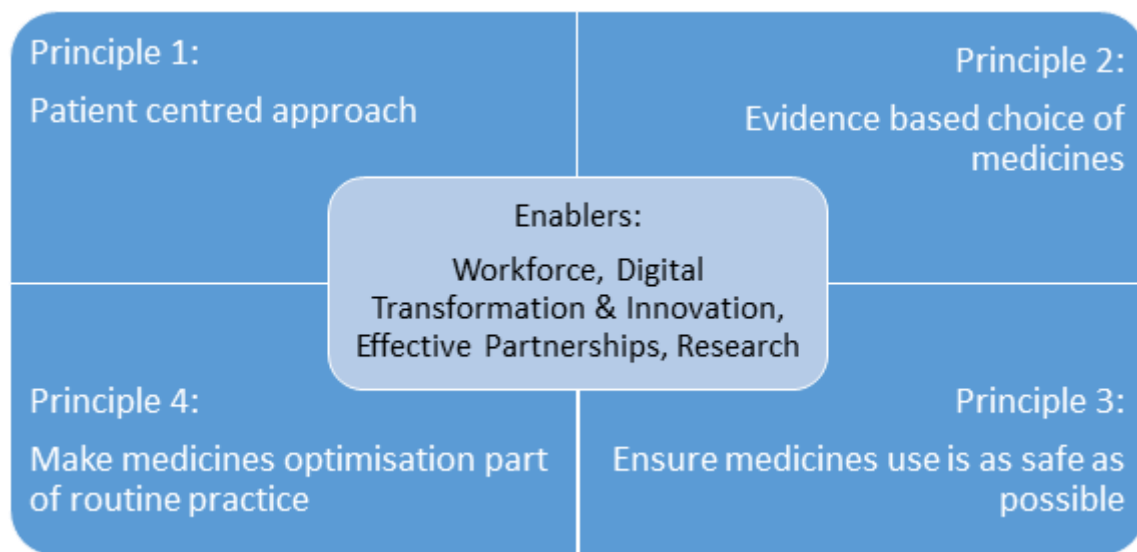 Principle 1:
Patient centred approach
Principle 2:
Evidence based choice of
medicines
Enablers:
Workforce, Digital
Transformation & Innovation,
Effective Partnerships, Research
Principle 4:
Make medicines optimisation part
of routine practice
Principle 3:
Ensure medicines use is as safe as
possible